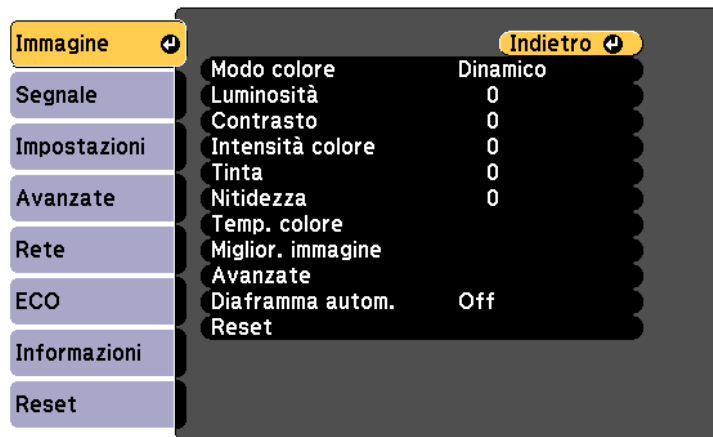 Immagine
Segnale
Impostazioni
Avanzate
Rete
ECO
Informazioni
Reset
Indietro
Modo colore Dinamico
Luminosità 0
Contrasto 0
Intensità colore 0
Tinta 0
Nitidezza 0
Temp. colore
Miglior. immagine
Avanzate
Diaframma autom. Off
Reset